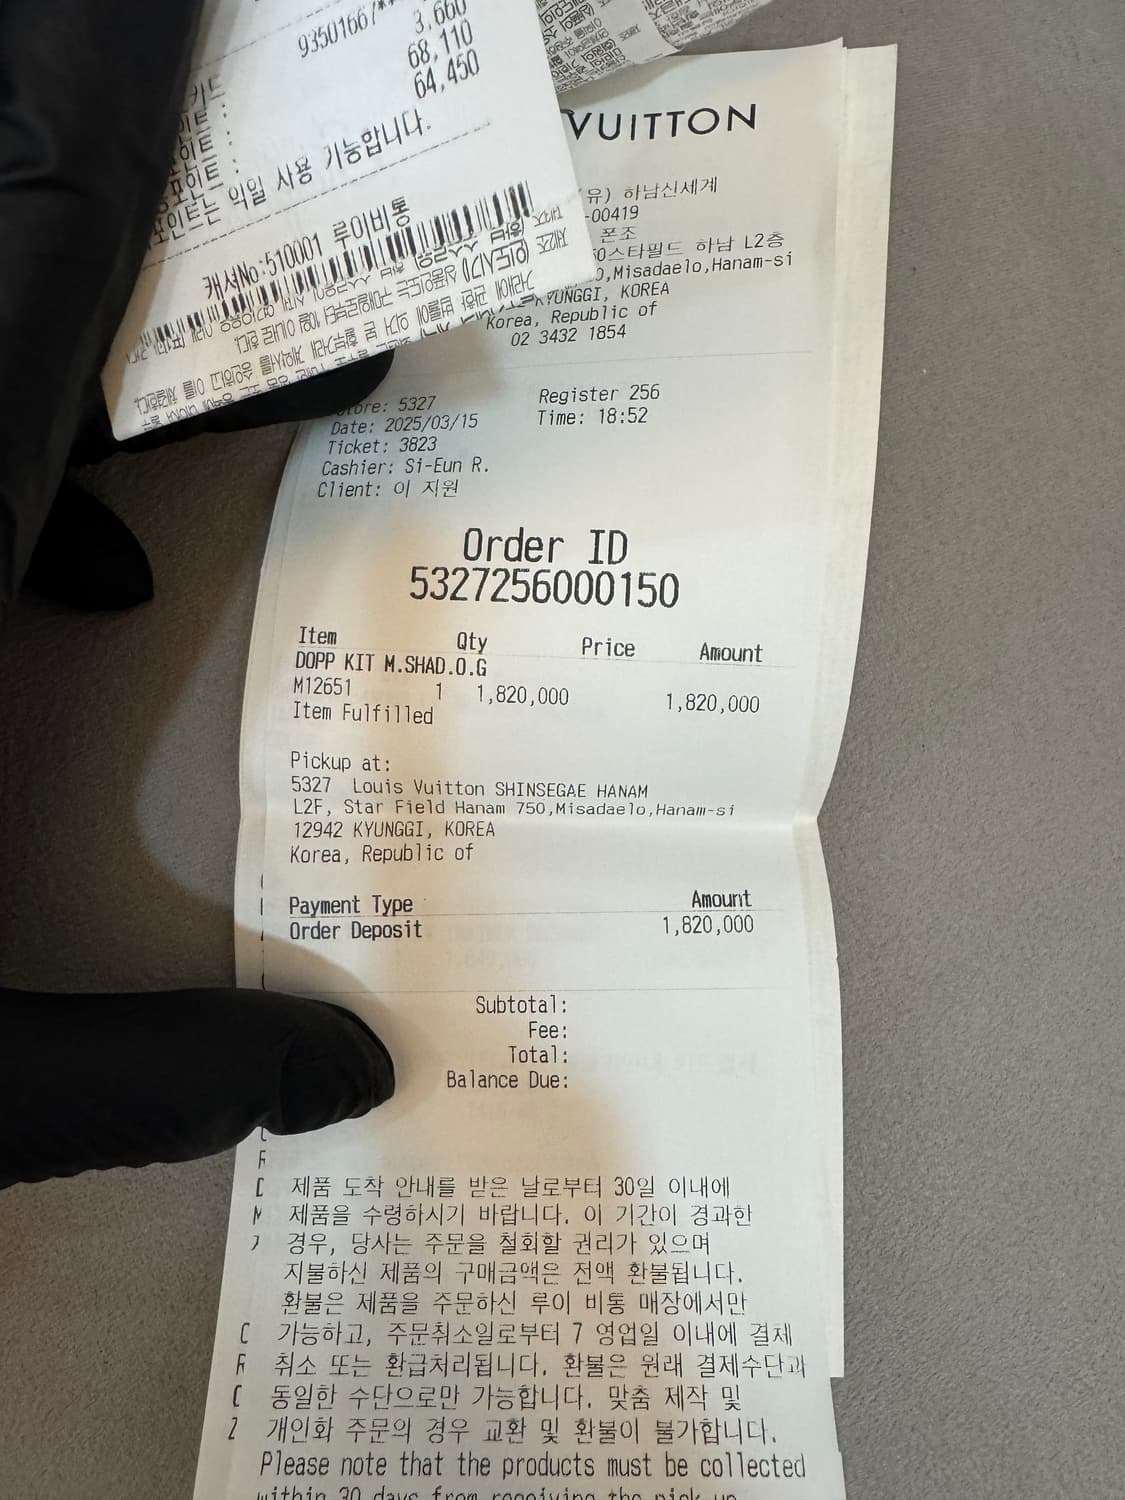 93501667**
3,660
68,110
64,450
카드
포인트는 익일 사용 가능합니다.
캐셔No:510001 루이비통
VUITTON
(유) 하남신세계
-00419
폰조
스타필드 하남 L2층
,Misadaelo,Hanam-si
KYUNGGI, KOREA
Korea, Republic of
02 3432 1854
Store: 5327 Register 256
Date: 2025/03/15 Time: 18:52
Ticket: 3823
Cashier: Si-Eun R.
Client: 이 지원
Order ID
5327256000150
Item Qty Price Amount
DOPP KIT M.SHAD.O.G
M12651 1 1,820,000 1,820,000
Item Fulfilled
Pickup at:
5327 Louis Vuitton SHINSEGAE HANAM
L2F, Star Field Hanam 750,Misadaelo,Hanam-si
12942 KYUNGGI, KOREA
Korea, Republic of
Payment Type Amount
Order Deposit 1,820,000
Subtotal:
Fee:
Total:
Balance Due:
제품 도착 안내를 받은 날로부터 30일 이내에
제품을 수령하시기 바랍니다. 이 기간이 경과한
경우, 당사는 주문을 철회할 권리가 있으며
지불하신 제품의 구매금액은 전액 환불됩니다.
환불은 제품을 주문하신 루이 비통 매장에서만
가능하고, 주문취소일로부터 7 영업일 이내에 결제
취소 또는 환급처리됩니다. 환불은 원래 결제수단과
동일한 수단으로만 가능합니다. 맞춤 제작 및
개인화 주문의 경우 교환 및 환불이 불가합니다.
Please note that the products must be collected
within 30 days from receiving the pick up